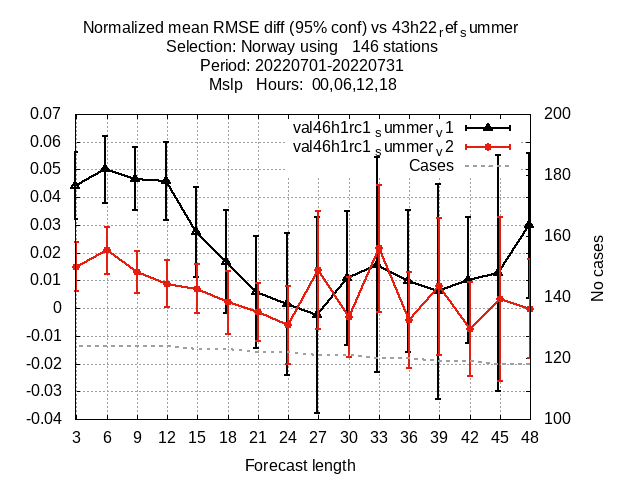 Normalized mean RMSE diff (95% conf) vs 43h22refsummer
Selection: Norway using 146 stations
Period: 20220701-20220731
Mslp Hours: 00,06,12,18
0.07 200
val46h1rc1summerv1
0.06
val46h1rc1summerv2
0.05 180
Cases
0.04
0.03
160
0.02
0.01 140
0
-0.01
120
-0.02
-0.03
-0.04 100
3 6 9 12 15 18 21 24 27 30 33 36 39 42 45 48
Forecast length
No cases